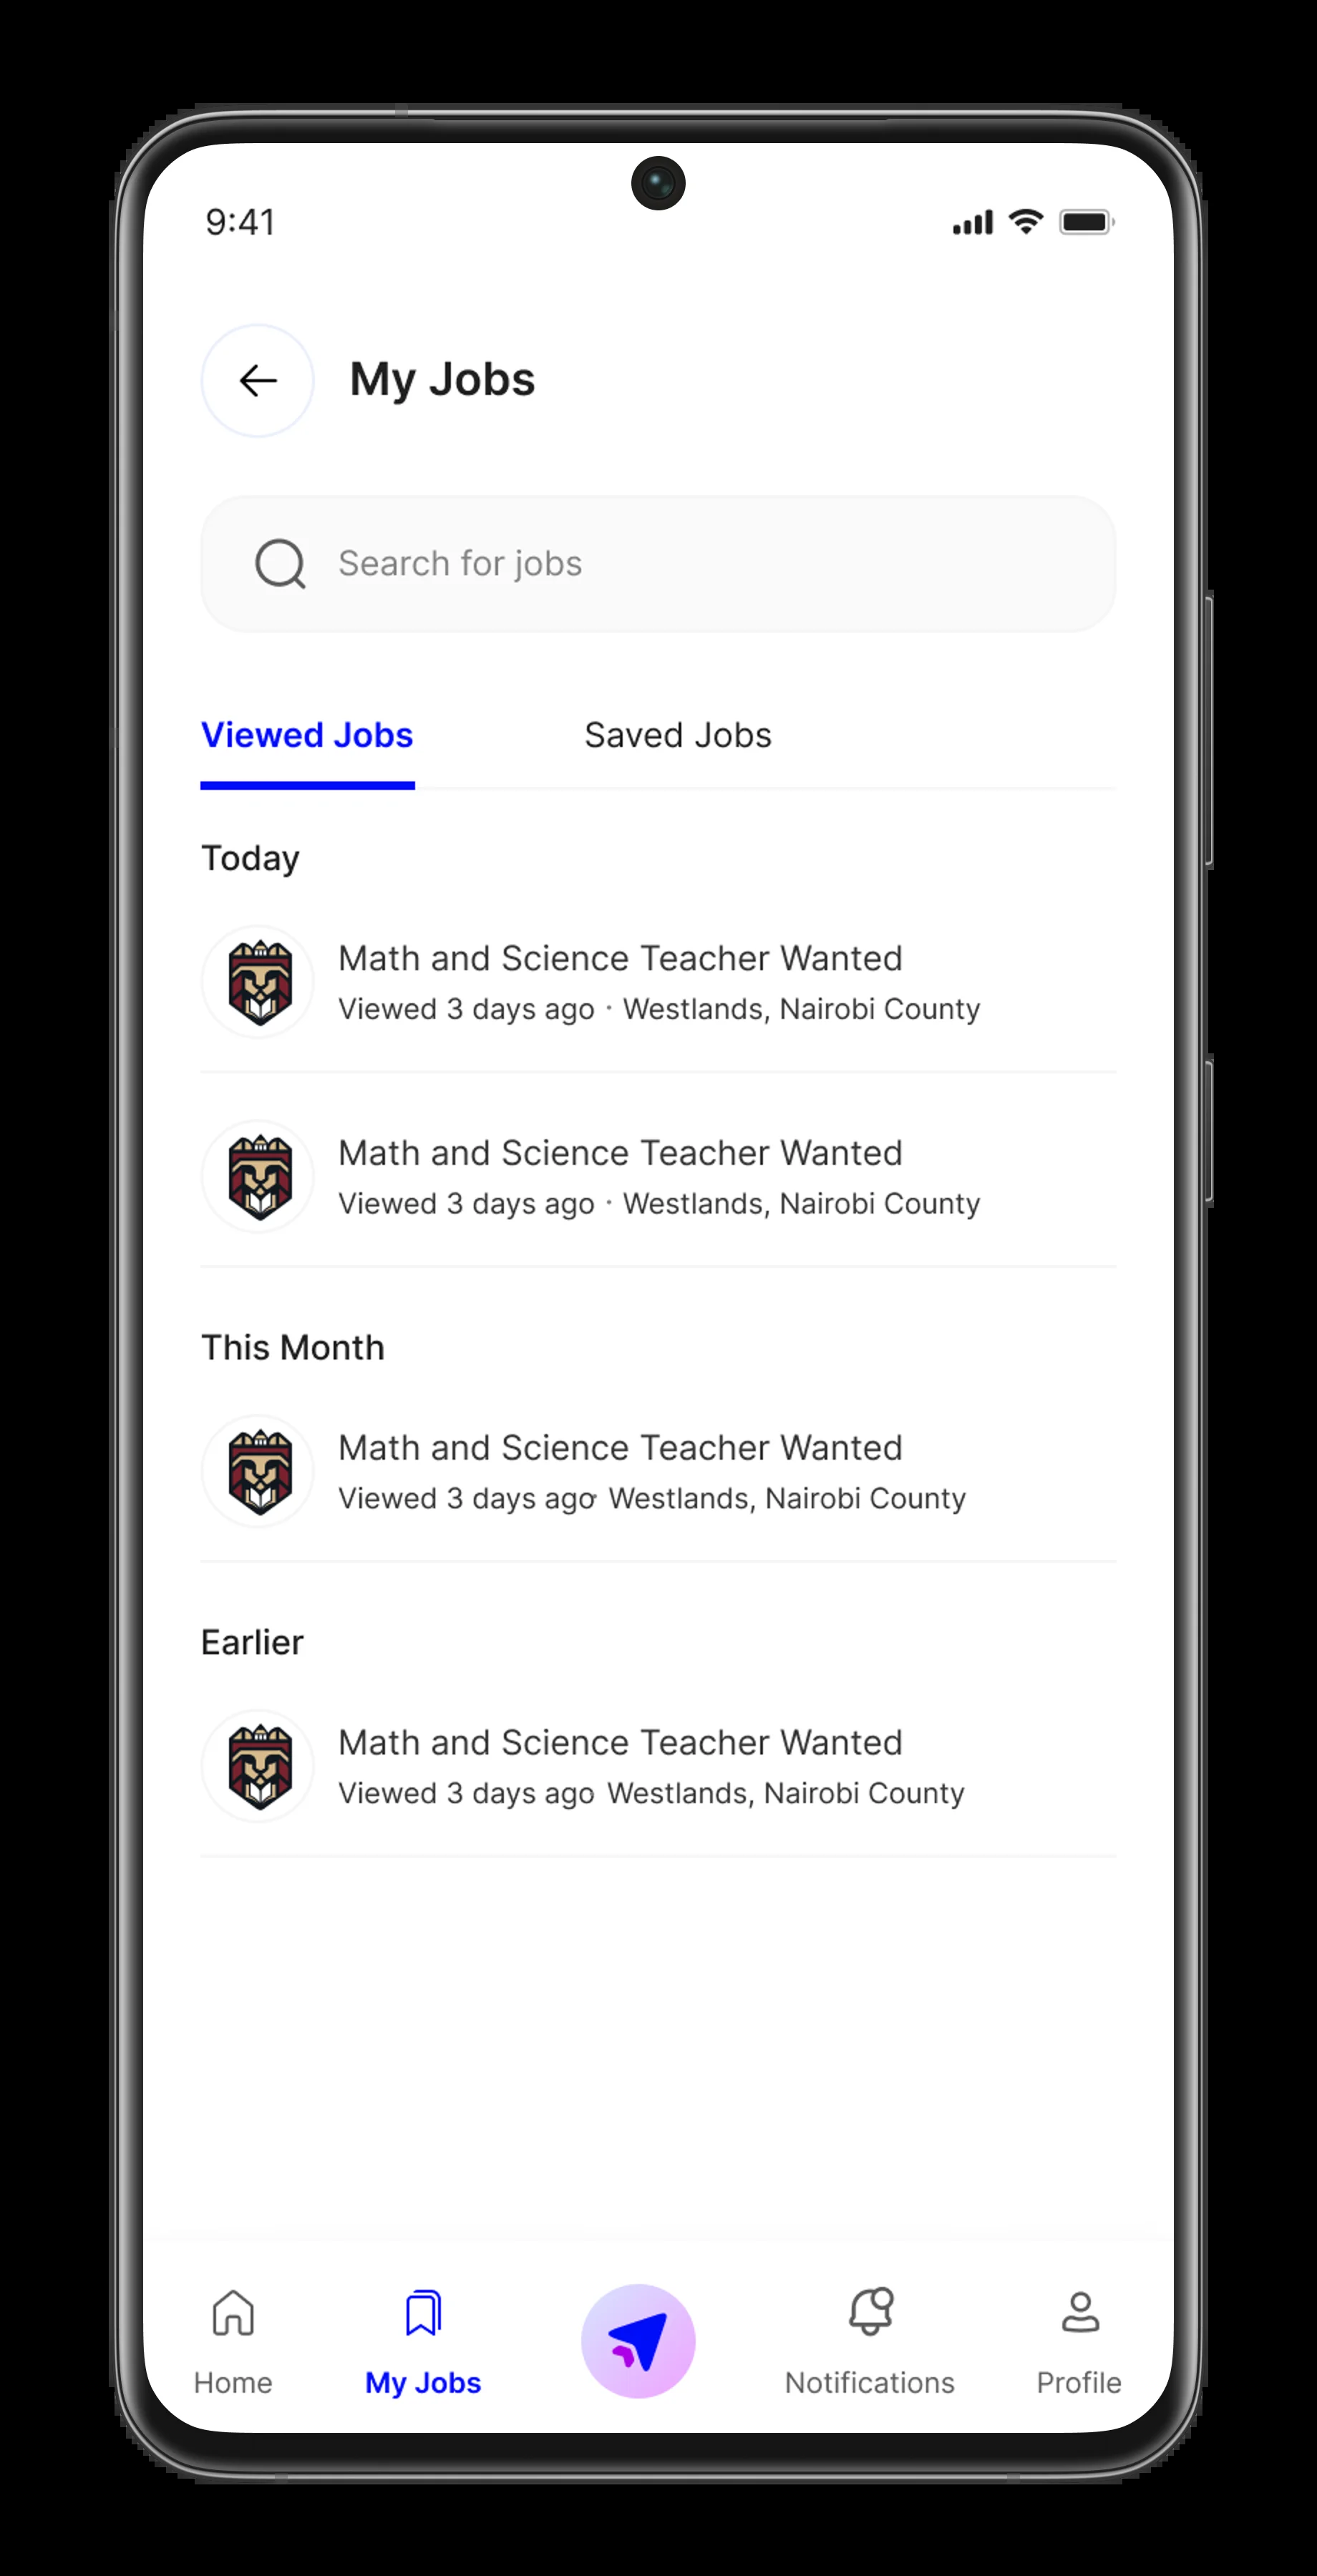 9:41
My Jobs
Search for jobs
Viewed Jobs Saved Jobs
Today
Math and Science Teacher Wanted
Viewed 3 days ago · Westlands, Nairobi County
Math and Science Teacher Wanted
Viewed 3 days ago · Westlands, Nairobi County
This Month
Math and Science Teacher Wanted
Viewed 3 days ago· Westlands, Nairobi County
Earlier
Math and Science Teacher Wanted
Viewed 3 days ago Westlands, Nairobi County
Home My Jobs Notifications Profile